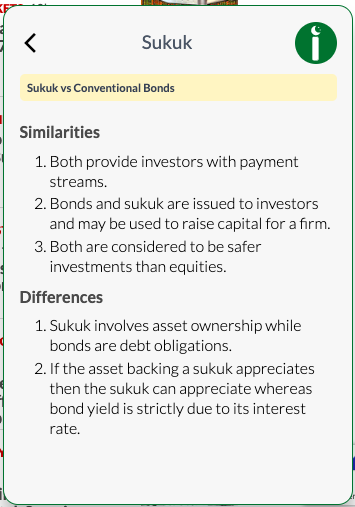 Sukuk
Sukuk vs Conventional Bonds
Similarities
1. Both provide investors with payment
streams.
2. Bonds and sukuk are issued to investors
and may be used to raise capital for a firm.
3. Both are considered to be safer
investments than equities.
Differences
1. Sukuk involves asset ownership while
bonds are debt obligations.
2. If the asset backing a sukuk appreciates
then the sukuk can appreciate whereas
bond yield is strictly due to its interest
rate.